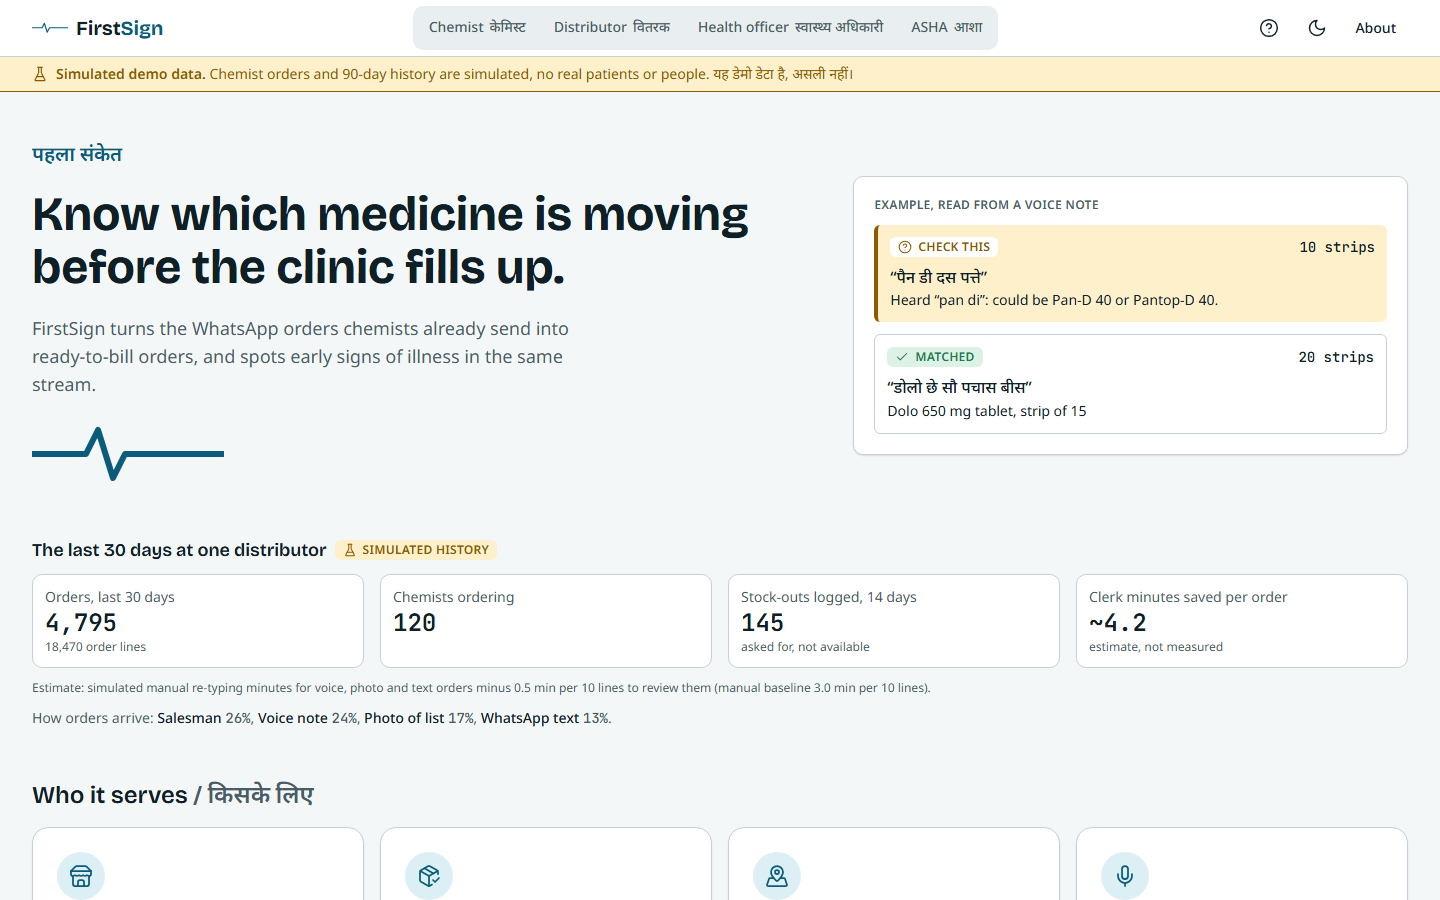 FirstSign
Chemist केमिस्ट Distributor वितरक Health officer स्वास्थ्य अधिकारी ASHA आशा
About
Simulated demo data. Chemist orders and 90-day history are simulated, no real patients or people. यह डेमो डेटा है, असली नहीं।
पहला संकेत
Know which medicine is moving
before the clinic fills up.
FirstSign turns the WhatsApp orders chemists already send into
ready-to-bill orders, and spots early signs of illness in the same
stream.
EXAMPLE, READ FROM A VOICE NOTE
CHECK THIS 10 strips
“पैन डी दस पत्ते”
Heard “pan di”: could be Pan-D 40 or Pantop-D 40.
MATCHED 20 strips
“डोलो छे सौ पचास बीस”
Dolo 650 mg tablet, strip of 15
The last 30 days at one distributor SIMULATED HISTORY
Orders, last 30 days
4,795
18,470 order lines
Chemists ordering
120
Stock-outs logged, 14 days
145
asked for, not available
Clerk minutes saved per order
~4.2
estimate, not measured
Estimate: simulated manual re-typing minutes for voice, photo and text orders minus 0.5 min per 10 lines to review them (manual baseline 3.0 min per 10 lines).
How orders arrive: Salesman 26%, Voice note 24%, Photo of list 17%, WhatsApp text 13%.
Who it serves / किसके लिए